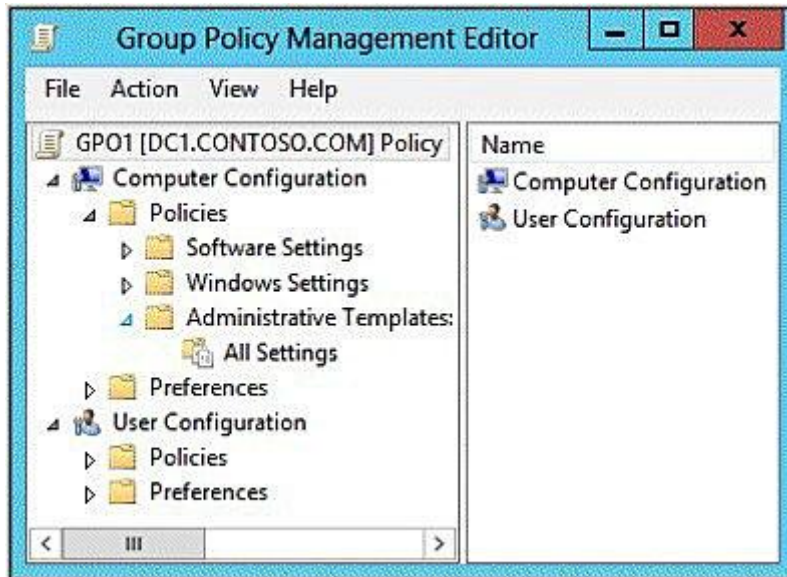 Group Policy Management Editor
File Action View Help
GPO1 [DC1.CONTOSO.COM] Policy
Computer Configuration
Policies
Software Settings
Windows Settings
Administrative Templates:
All Settings
Preferences
User Configuration
Policies
Preferences
Name
Computer Configuration
User Configuration